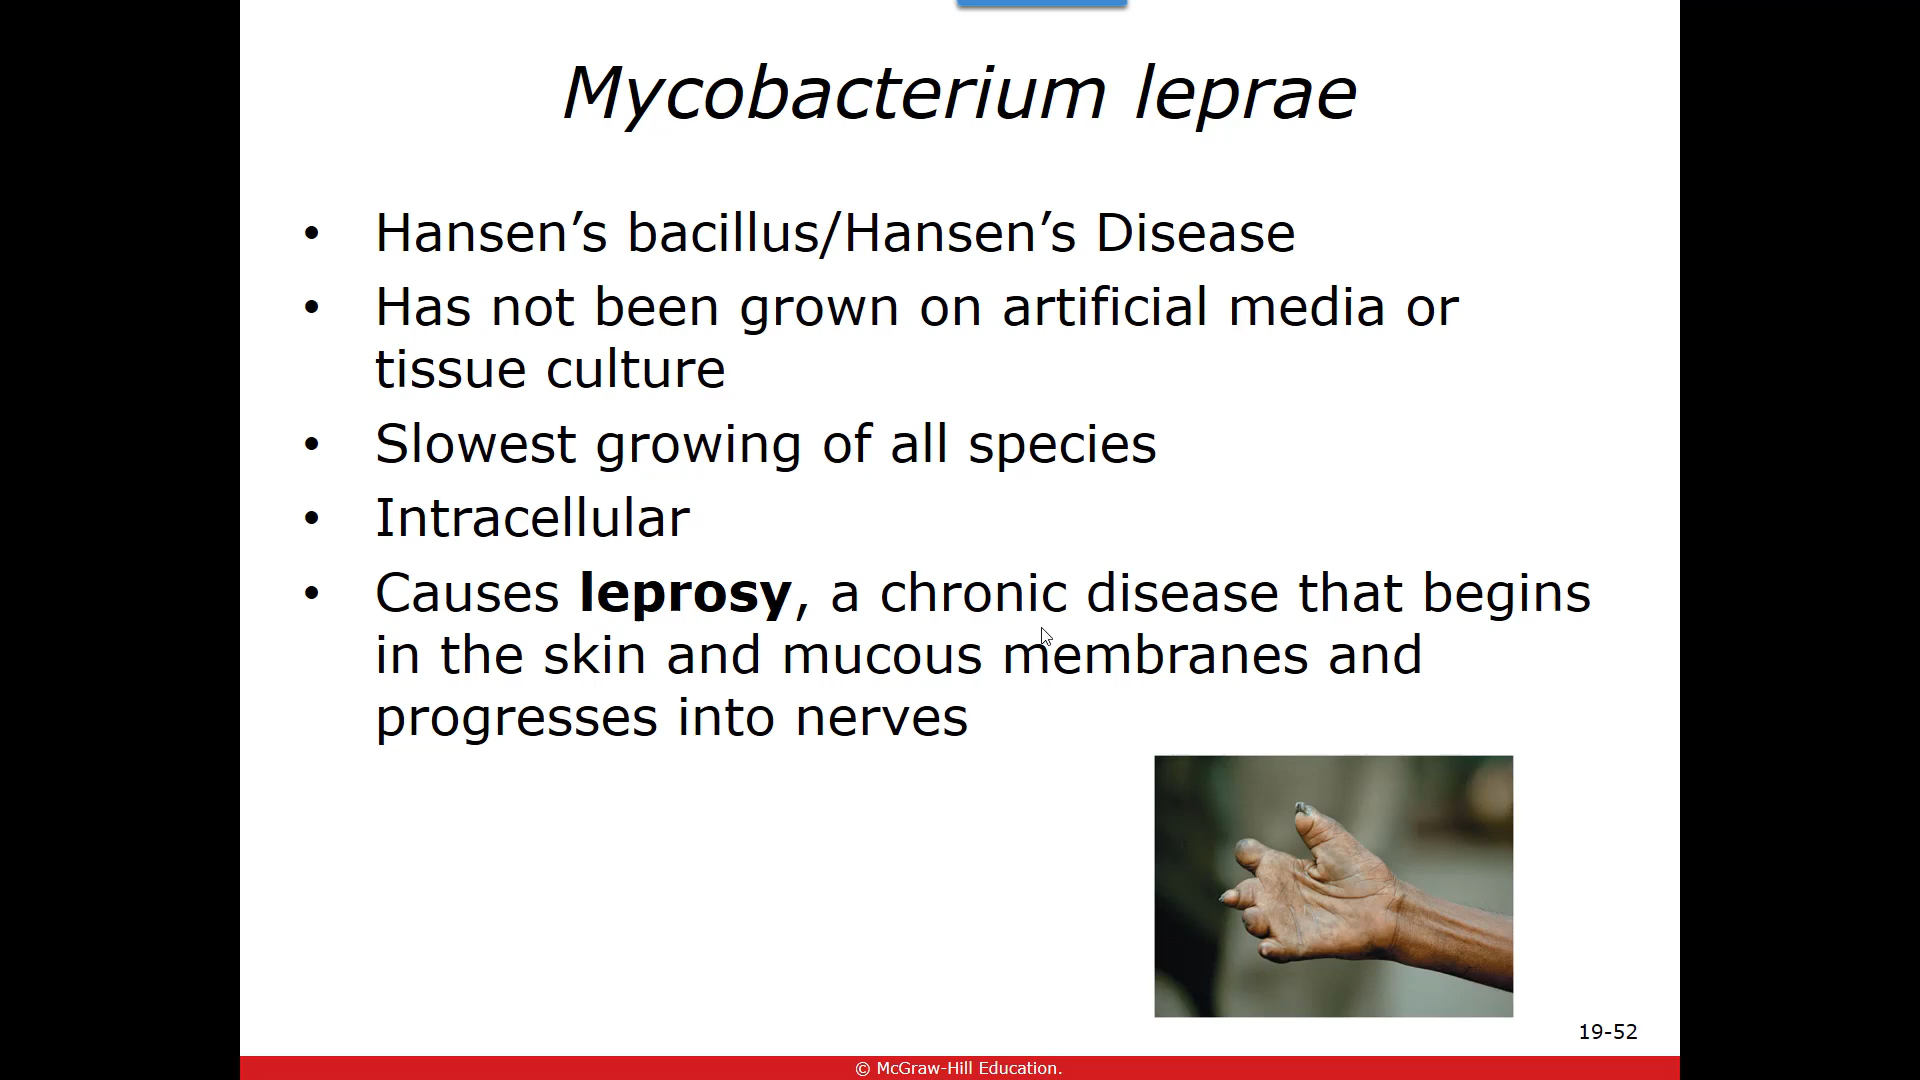 Mycobacterium leprae
• Hansen’s bacillus/Hansen’s Disease
• Has not been grown on artificial media or
tissue culture
• Slowest growing of all species
• Intracellular
• Causes leprosy, a chronic disease that begins
in the skin and mucous membranes and
progresses into nerves
19-52
© McGraw-Hill Education.